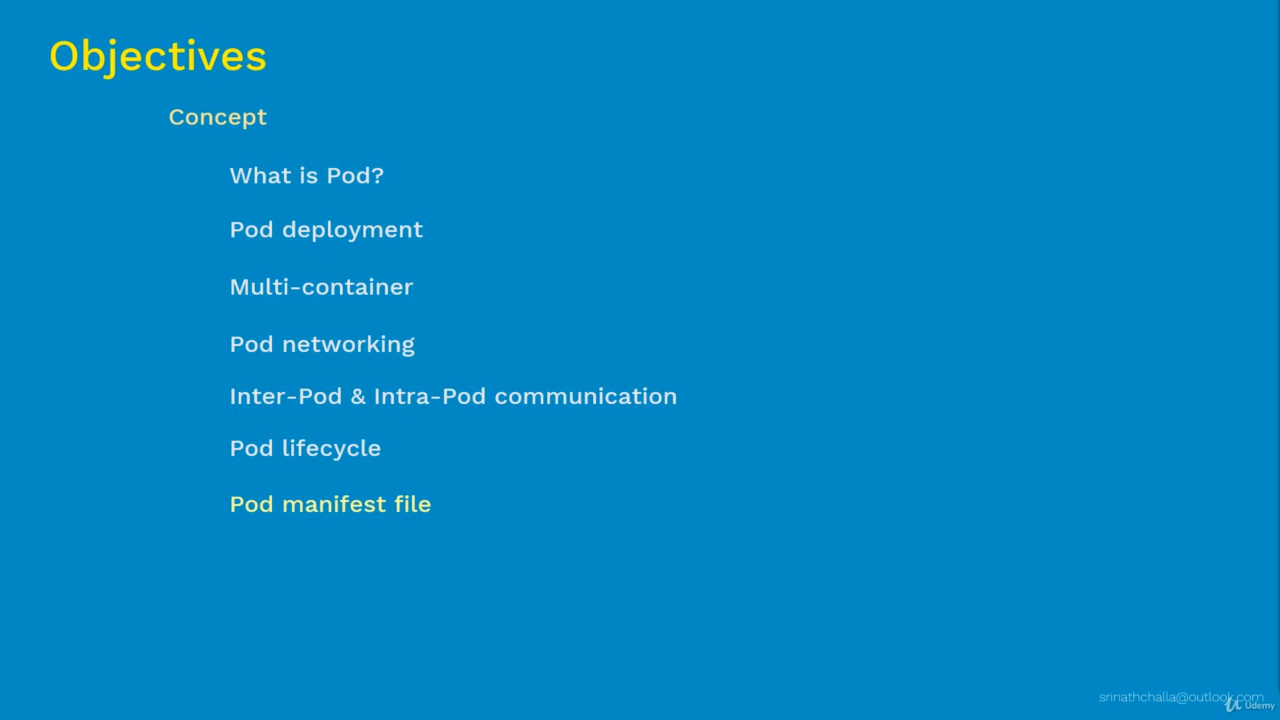 Objectives
Concept
What is Pod?
Pod deployment
Multi-container
Pod networking
Inter-Pod & Intra-Pod communication
Pod lifecycle
Pod manifest file
srinathchalla@outlook.com
Udemy